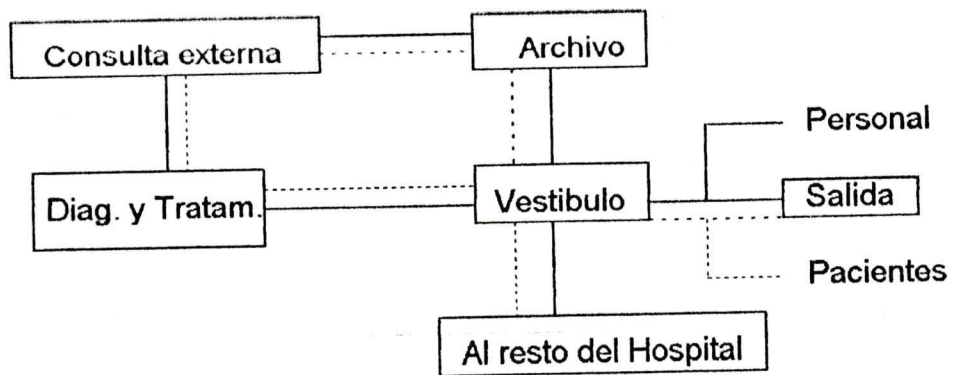 Consulta externa
Archivo
Personal
Diag. y Tratam.
Vestibulo
Salida
Pacientes
Al resto del Hospital